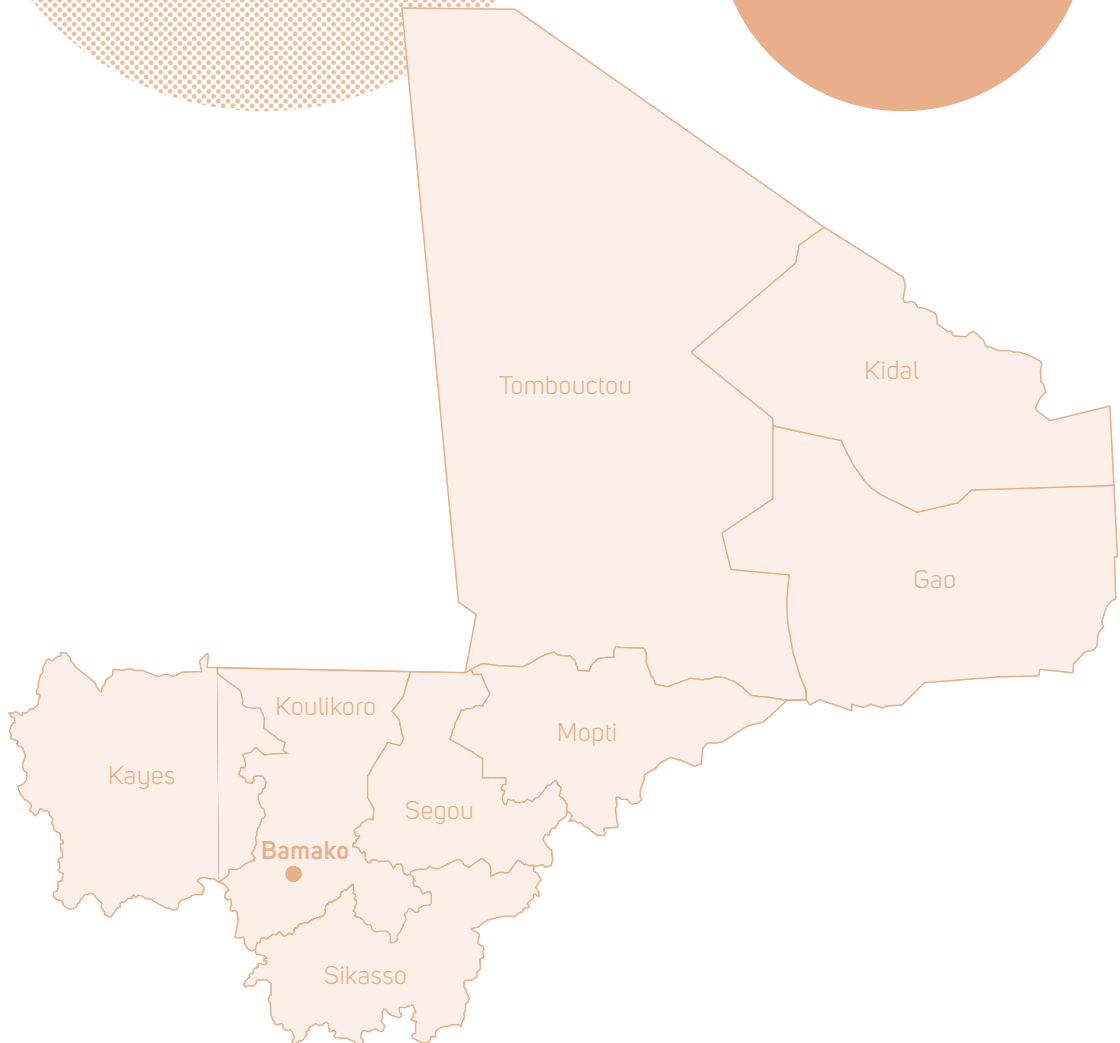 Kidal
Tombouctou
Gao
Koulikoro
Mopti
Kayes
Segou
Bamako
Sikasso